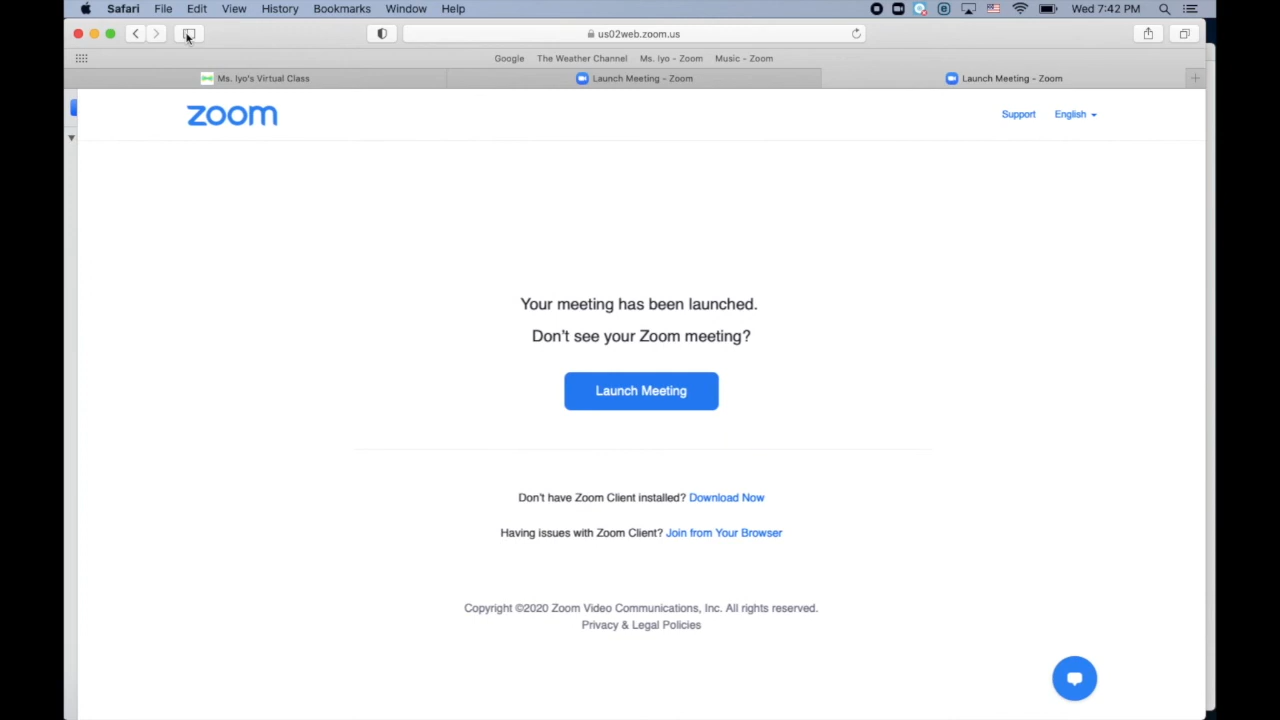 Safari File Edit View History Bookmarks Window Help Wed 7:42 PM
us02web.zoom.us
Google The Weather Channel Ms. Iyo - Zoom Music - Zoom
Ms. Iyo's Virtual Class Launch Meeting - Zoom Launch Meeting - Zoom
zoom Support English
Your meeting has been launched.
Don't see your Zoom meeting?
Launch Meeting
Don't have Zoom Client installed? Download Now
Having issues with Zoom Client? Join from Your Browser
Copyright ©2020 Zoom Video Communications, Inc. All rights reserved.
Privacy & Legal Policies